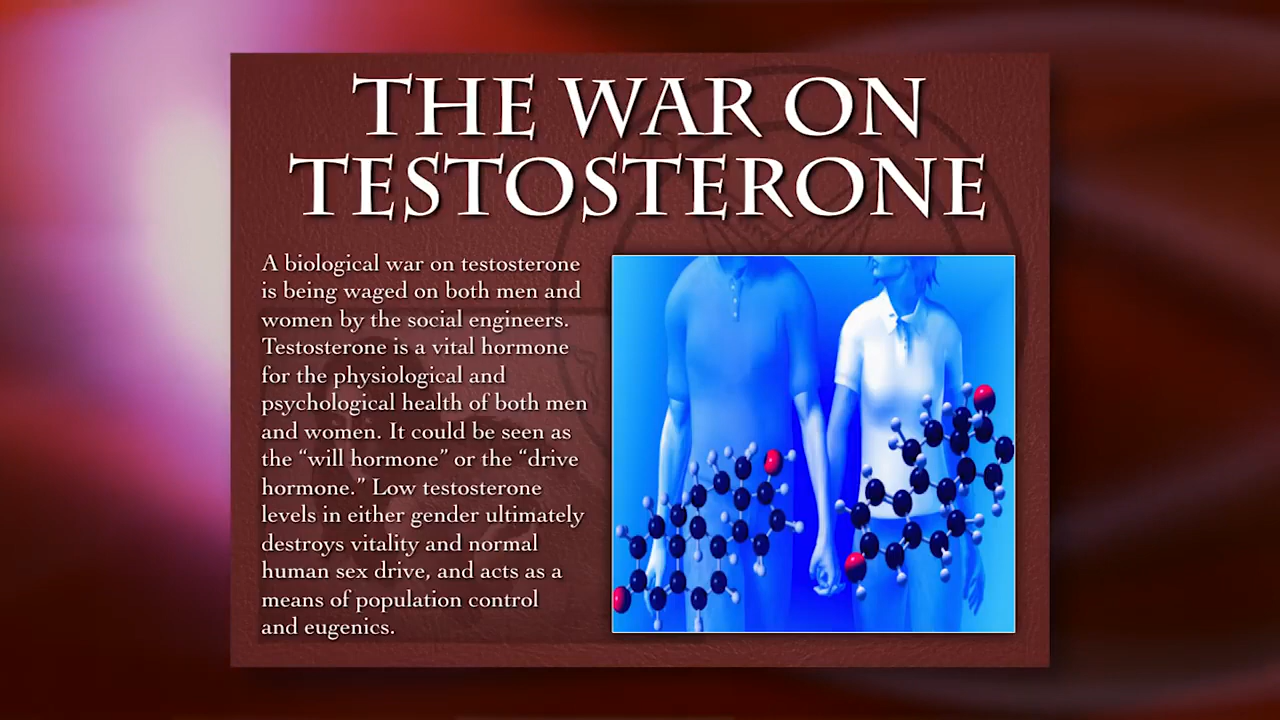 THE WAR ON
TESTOSTERONE
A biological war on testosterone
is being waged on both men and
women by the social engineers.
Testosterone is a vital hormone
for the physiological and
psychological health of both men
and women. It could be seen as
the “will hormone” or the “drive
hormone.” Low testosterone
levels in either gender ultimately
destroys vitality and normal
human sex drive, and acts as a
means of population control
and eugenics.